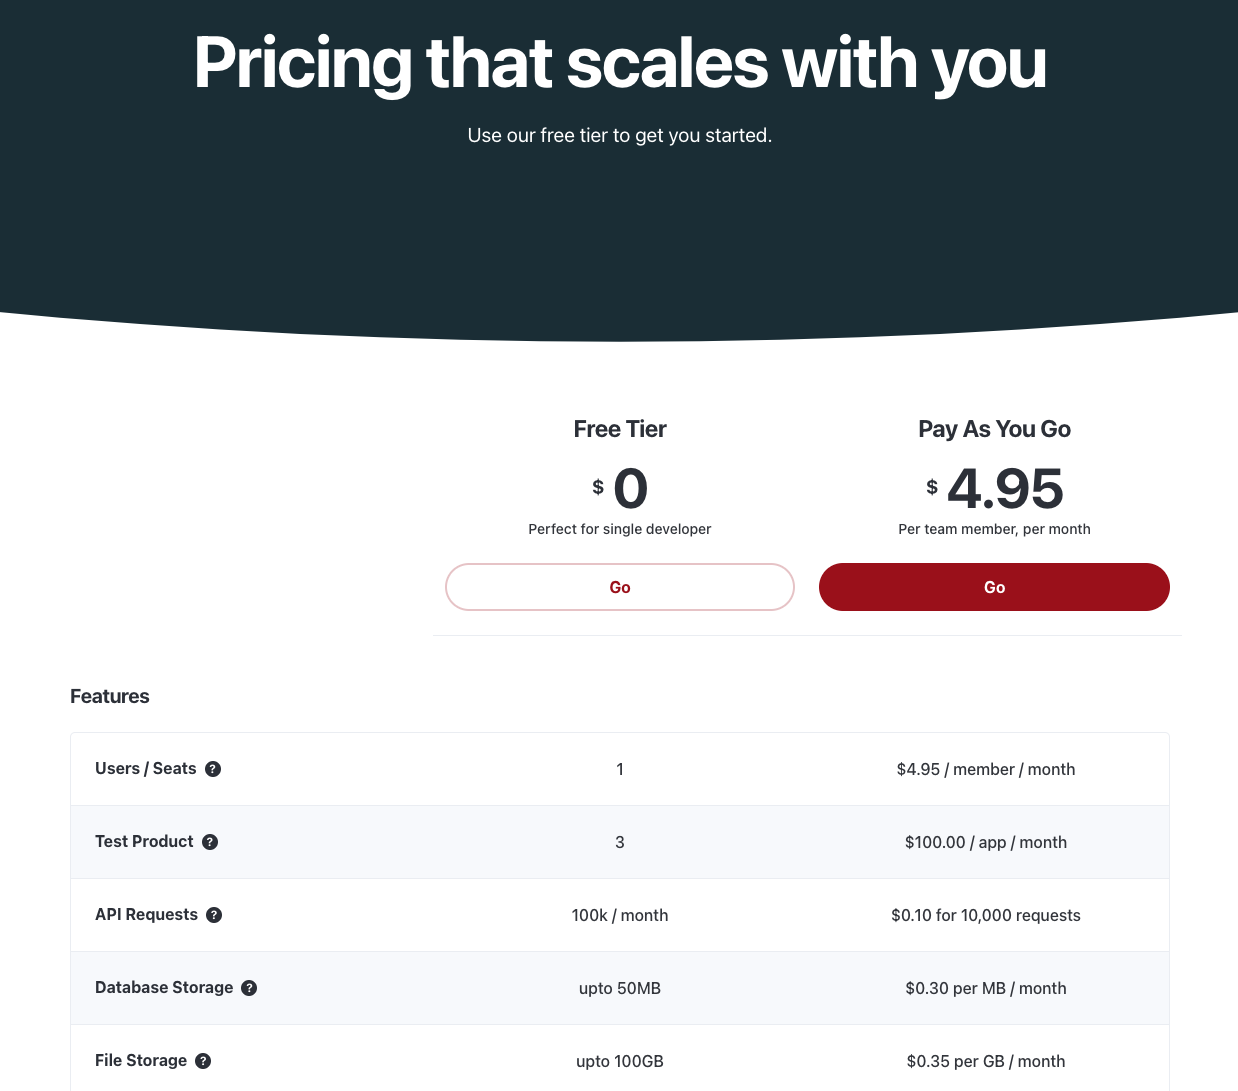 Pricing that scales with you
Use our free tier to get you started.
Free Tier
$ 0
Perfect for single developer
Go
Pay As You Go
$ 4.95
Per team member, per month
Go
Features
Users / Seats ? 1 $4.95 / member / month
Test Product ? 3 $100.00 / app / month
API Requests ? 100k / month $0.10 for 10,000 requests
Database Storage ? upto 50MB $0.30 per MB / month
File Storage ? upto 100GB $0.35 per GB / month